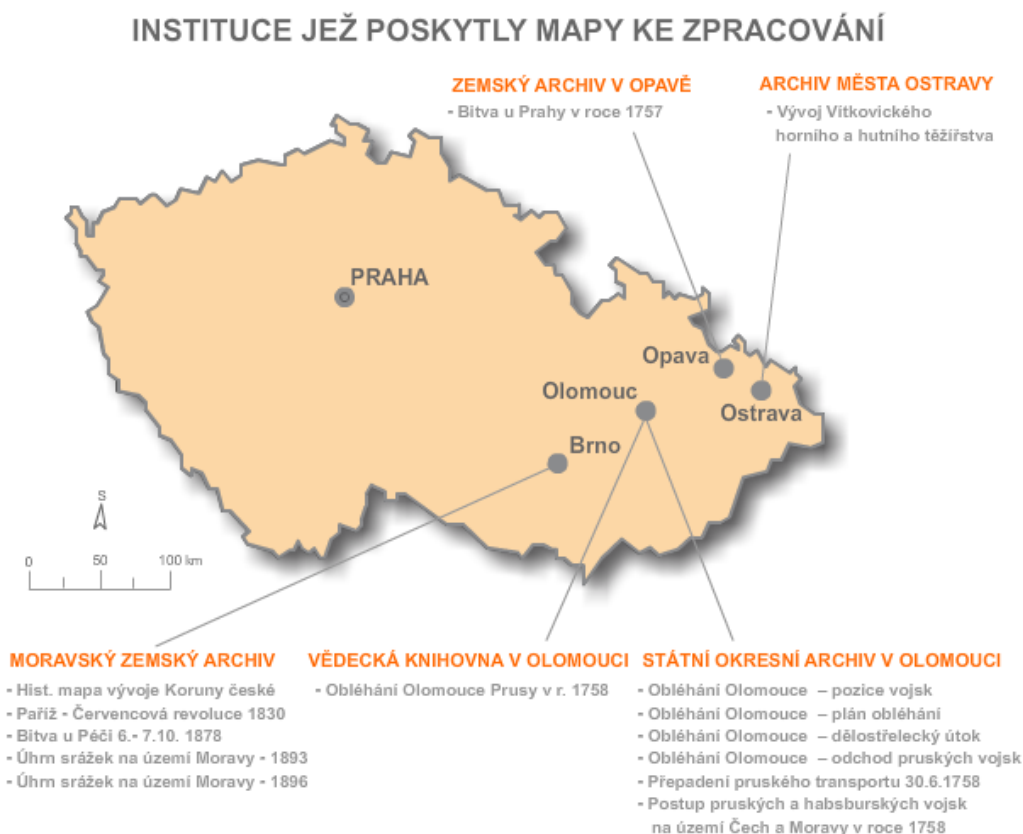 INSTITUCE JEŽ POSKYTLY MAPY KE ZPRACOVÁNÍ
ZEMSKÝ ARCHIV V OPAVĚ
- Bitva u Prahy v roce 1757
ARCHIV MĚSTA OSTRAVY
- Vývoj Vítkovického
horního a hutního těžířstva
PRAHA
Opava
Olomouc
Ostrava
Brno
S
0 50 100 km
MORAVSKÝ ZEMSKÝ ARCHIV
- Hist. mapa vývoje Koruny české
- Paříž - Červencová revoluce 1830
- Bitva u Péči 6.- 7.10. 1878
- Úhrn srážek na území Moravy - 1893
- Úhrn srážek na území Moravy - 1896
VĚDECKÁ KNIHOVNA V OLOMOUCI
- Obléhání Olomouce Prusy v r. 1758
STÁTNÍ OKRESNÍ ARCHIV V OLOMOUCI
- Obléhání Olomouce – pozice vojsk
- Obléhání Olomouce – plán obléhání
- Obléhání Olomouce – dělostřelecký útok
- Obléhání Olomouce – odchod pruských vojsk
- Přepadení pruského transportu 30.6.1758
- Postup pruských a habsburských vojsk
na území Čech a Moravy v roce 1758